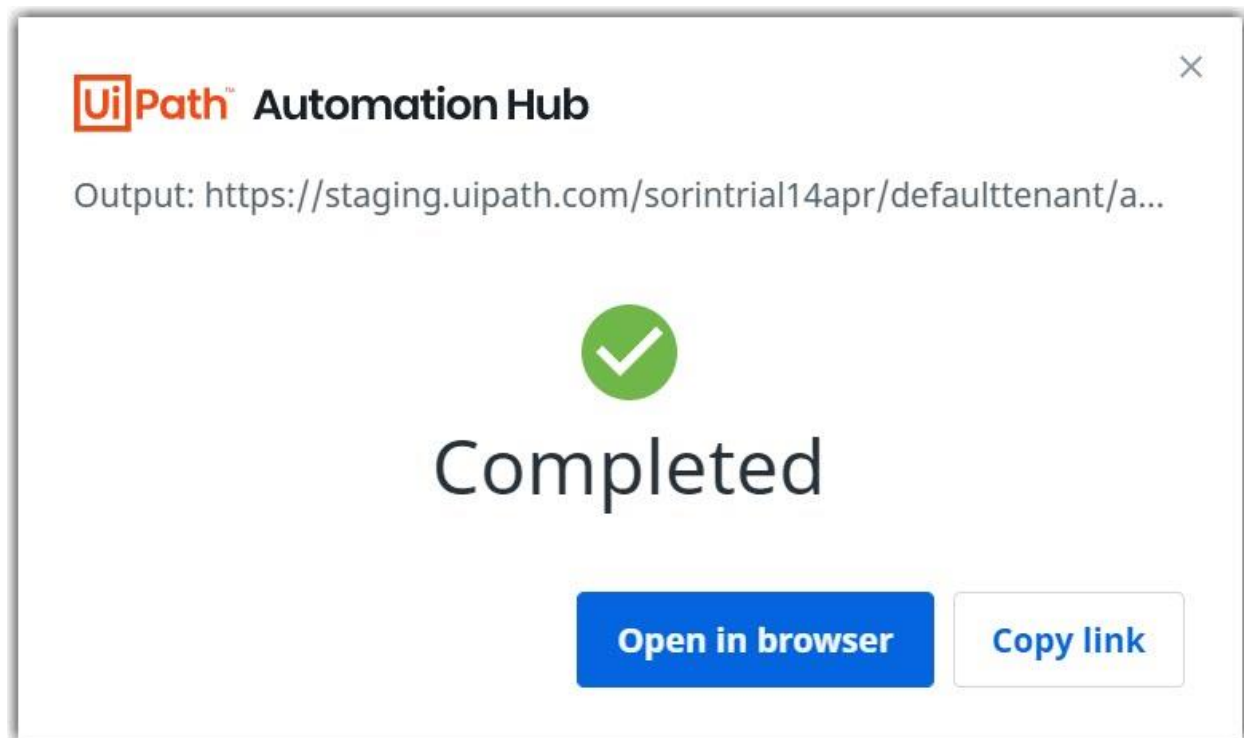 UiPath™ Automation Hub
Output: https://staging.uipath.com/sorintrial14apr/defaulttenant/a...
Completed
Open in browser Copy link